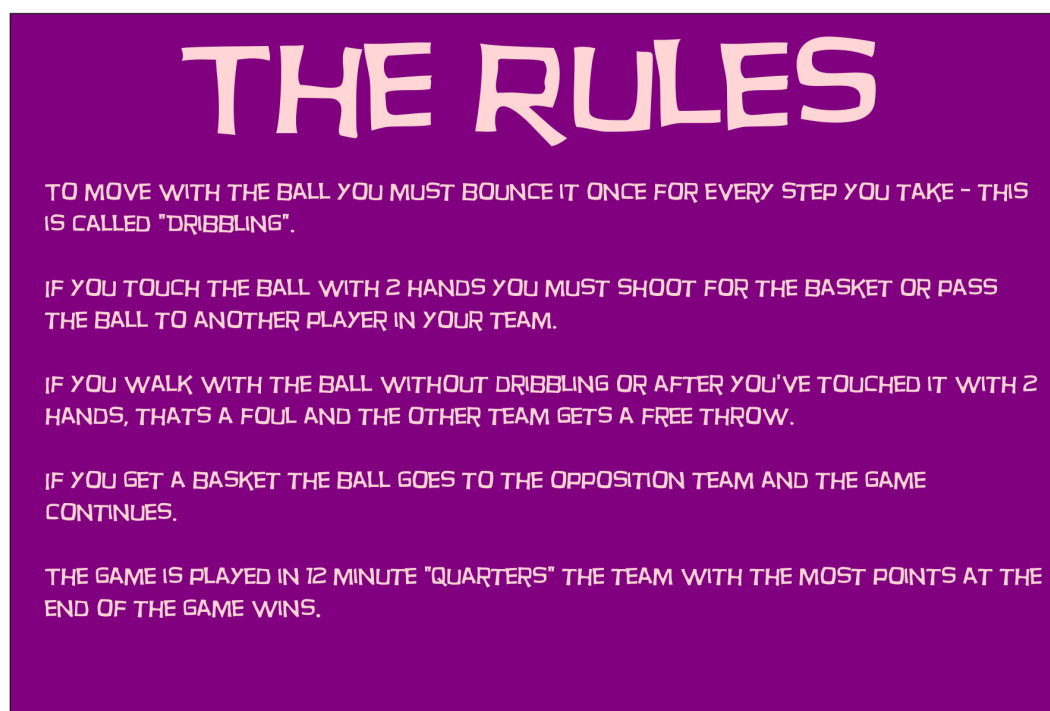 THE RULES
TO MOVE WITH THE BALL YOU MUST BOUNCE IT ONCE FOR EVERY STEP YOU TAKE - THIS
IS CALLED "DRIBBLING".
IF YOU TOUCH THE BALL WITH 2 HANDS YOU MUST SHOOT FOR THE BASKET OR PASS
THE BALL TO ANOTHER PLAYER IN YOUR TEAM.
IF YOU WALK WITH THE BALL WITHOUT DRIBBLING OR AFTER YOU'VE TOUCHED IT WITH 2
HANDS, THATS A FOUL AND THE OTHER TEAM GETS A FREE THROW.
IF YOU GET A BASKET THE BALL GOES TO THE OPPOSITION TEAM AND THE GAME
CONTINUES.
THE GAME IS PLAYED IN 12 MINUTE "QUARTERS" THE TEAM WITH THE MOST POINTS AT THE
END OF THE GAME WINS.